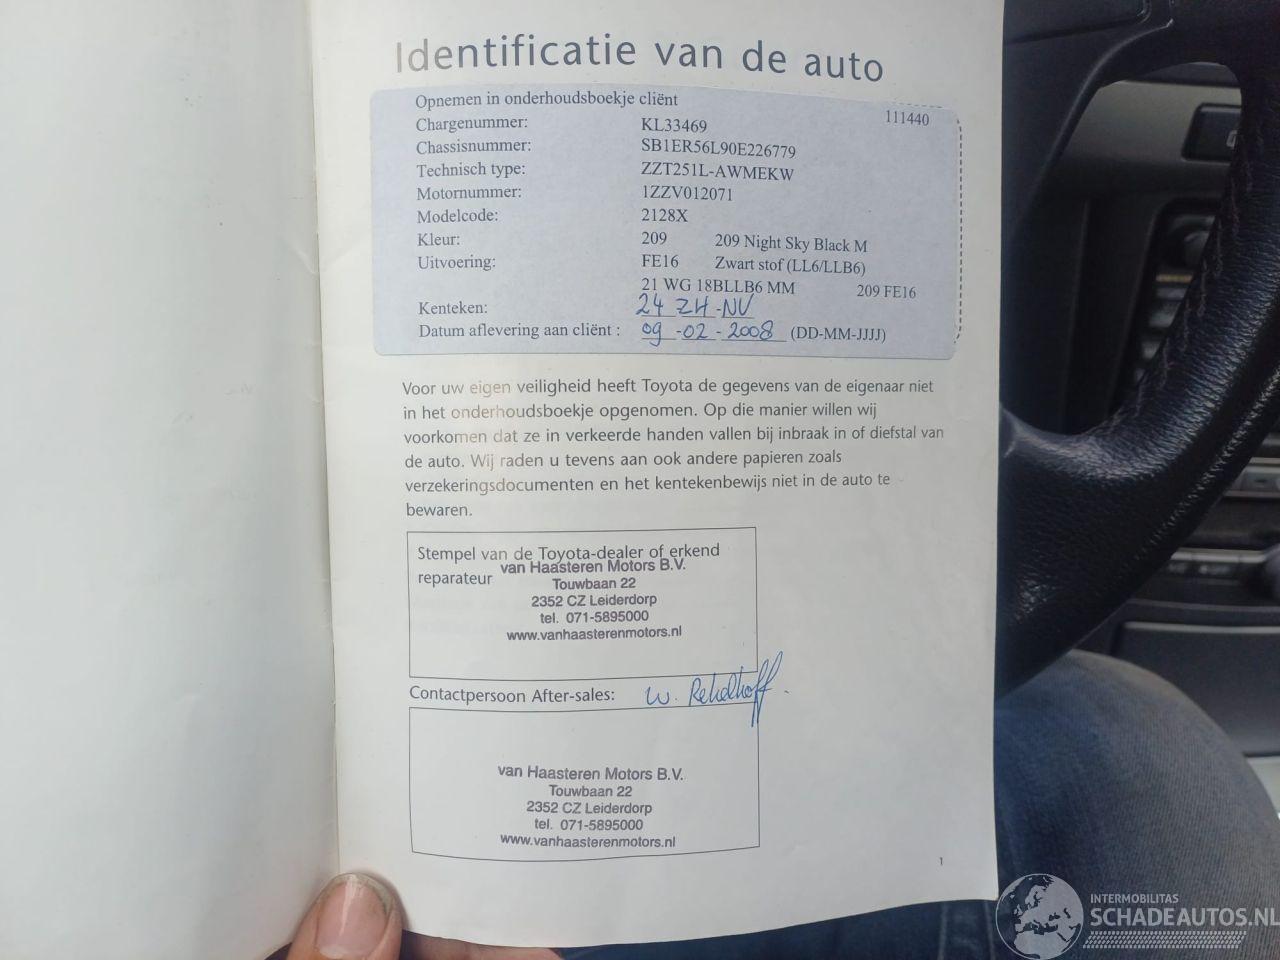 Identificatie van de auto
Opnemen in onderhoudsboekje cliënt
111440
Chargenummer: KL33469
Chassisnummer: SB1ER56L90E226779
Technisch type: ZZT251L-AWMEKW
Motornummer: 1ZZV012071
Modelcode: 2128X
Kleur: 209 209 Night Sky Black M
Uitvoering: FE16 Zwart stof (LL6/LLB6)
21 WG 18BLLB6 MM 209 FE16
Kenteken: 24 ZH-NV
Datum aflevering aan cliënt : 09-02-2008 (DD-MM-JJJJ)
Voor uw eigen veiligheid heeft Toyota de gegevens van de eigenaar niet
in het onderhoudsboekje opgenomen. Op die manier willen wij
voorkomen dat ze in verkeerde handen vallen bij inbraak in of diefstal van
de auto. Wij raden u tevens aan ook andere papieren zoals
verzekeringsdocumenten en het kentekenbewijs niet in de auto te
bewaren.
Stempel van de Toyota-dealer of erkend
reparateur
van Haasteren Motors B.V.
Touwbaan 22
2352 CZ Leiderdorp
tel. 071-5895000
www.vanhaasterenmotors.nl
Contactpersoon After-sales: W.
van Haasteren Motors B.V.
Touwbaan 22
2352 CZ Leiderdorp
tel. 071-5895000
www.vanhaasterenmotors.nl
1
INTERMOBILITAS
SCHADEAUTOS.NL